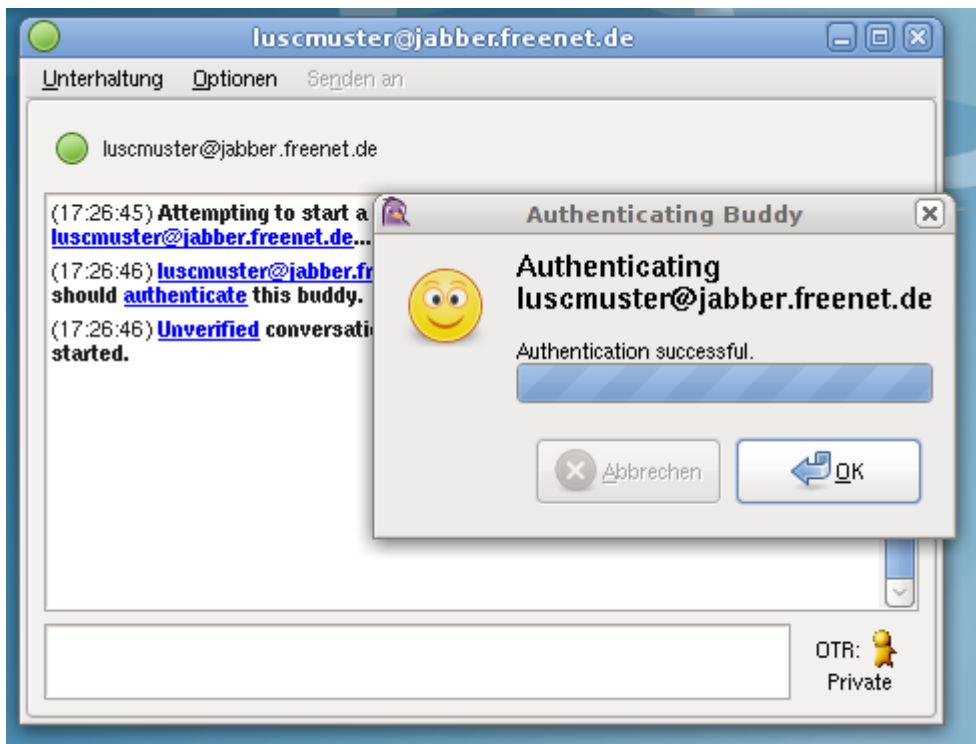 luscmuster@jabber.freenet.de
Unterhaltung Optionen Senden an
luscmuster@jabber.freenet.de
(17:26:45) Attempting to start a
luscmuster@jabber.freenet.de...
(17:26:46) luscmuster@jabber.fr
should authenticate this buddy.
(17:26:46) Unverified conversati
started.
Authenticating Buddy
Authenticating
luscmuster@jabber.freenet.de
Authentication successful.
Abbrechen
OK
OTR:
Private